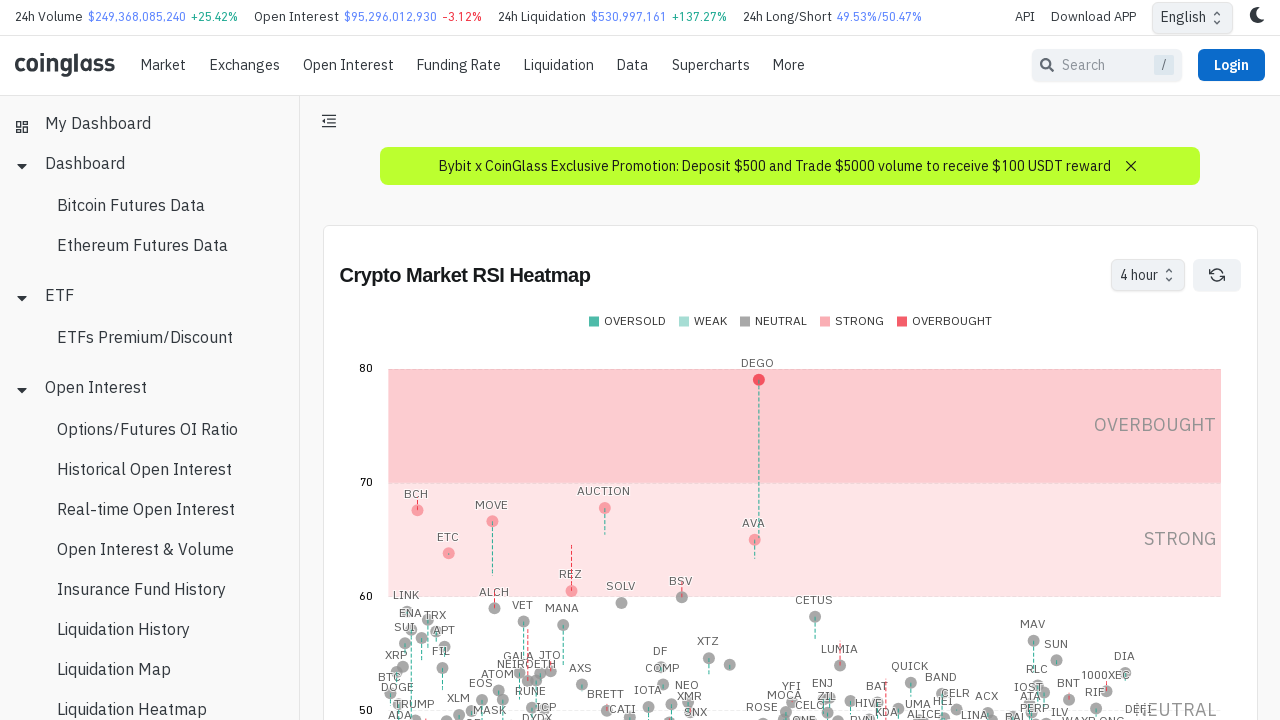 24h Volume $249,368,085,240 +25.42% Open Interest $95,296,012,930 -3.12% 24h Liquidation $530,997,161 +137.27% 24h Long/Short 49.53%/50.47% API Download APP English
coinglass Market Exchanges Open Interest Funding Rate Liquidation Data Supercharts More Search / Login
My Dashboard
Dashboard
Bitcoin Futures Data
Ethereum Futures Data
ETF
ETFs Premium/Discount
Open Interest
Options/Futures OI Ratio
Historical Open Interest
Real-time Open Interest
Open Interest & Volume
Insurance Fund History
Liquidation History
Liquidation Map
Liquidation Heatmap
Bybit x CoinGlass Exclusive Promotion: Deposit $500 and Trade $5000 volume to receive $100 USDT reward
Crypto Market RSI Heatmap 4 hour
OVERSOLD WEAK NEUTRAL STRONG OVERBOUGHT
DEGO
80
OVERBOUGHT
70
BCH MOVE AUCTION
AVA
ETC STRONG
REZ BSV
SOLV
60 LINK ALCH VET MANA CETUS
ENA TRX
SUI APT MAV
XTZ SUN
XRP FIL GALA JTO DF LUMIA DIA
NEIROETH AXS COMP QUICK RLC
BTC ATOM BAND 1000XEC
DOGE EOS RUNE BRETT IOTA NEO YFI ENJ BAT IOST BNT
TRUMP XLM XMR MOCA ZIL CELR ACX ATA RIF
50 ADA MASK ICP CATI SNX ROSE CELO HIVE UMA HEI PERP ILV NEUTRAL
DYDX KDA ALICE LINA